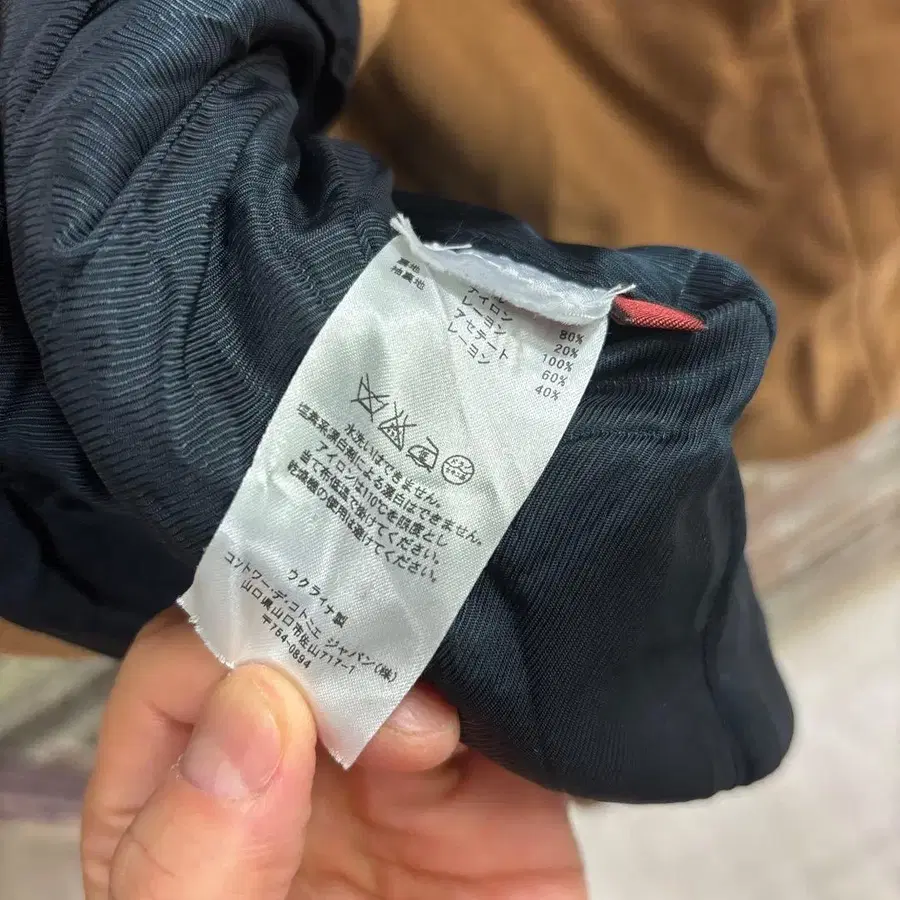 裏地
袖裏地
ナイロン 80%
レーヨン 20%
100%
アセテート 60%
レーヨン 40%
水洗いはできません。
塩素系漂白剤による漂白はできません。
アイロンは110℃を限度とし
当て布低温で掛けてください。
乾燥機の使用は避けてください。
ウクライナ製
コントワー・デ・コトニエ ジャパン(株)
山口県山口市佐山717-1
〒754-0894